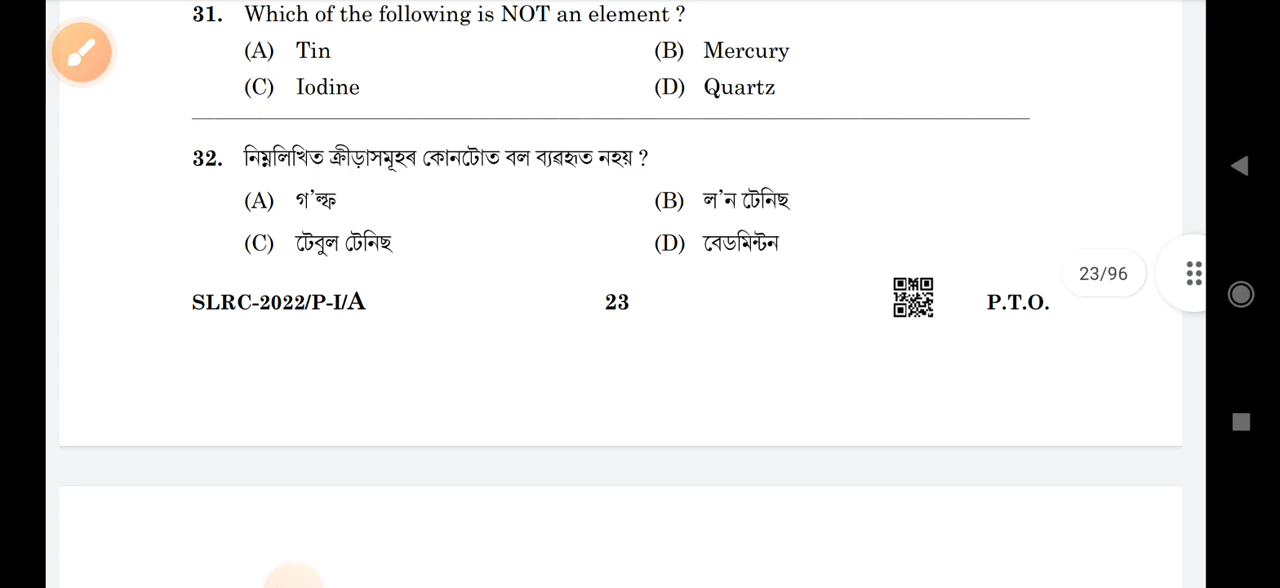 31. Which of the following is NOT an element ?
(A) Tin (B) Mercury
(C) Iodine (D) Quartz
32. নিম্নলিখিত ক্ৰীড়াসমূহৰ কোনটোত বল ব্যৱহৃত নহয় ?
(A) গ’ল্ফ (B) ল’ন টেনিছ
(C) টেবুল টেনিছ (D) বেডমিন্টন
23/96
SLRC-2022/P-I/A 23 P.T.O.